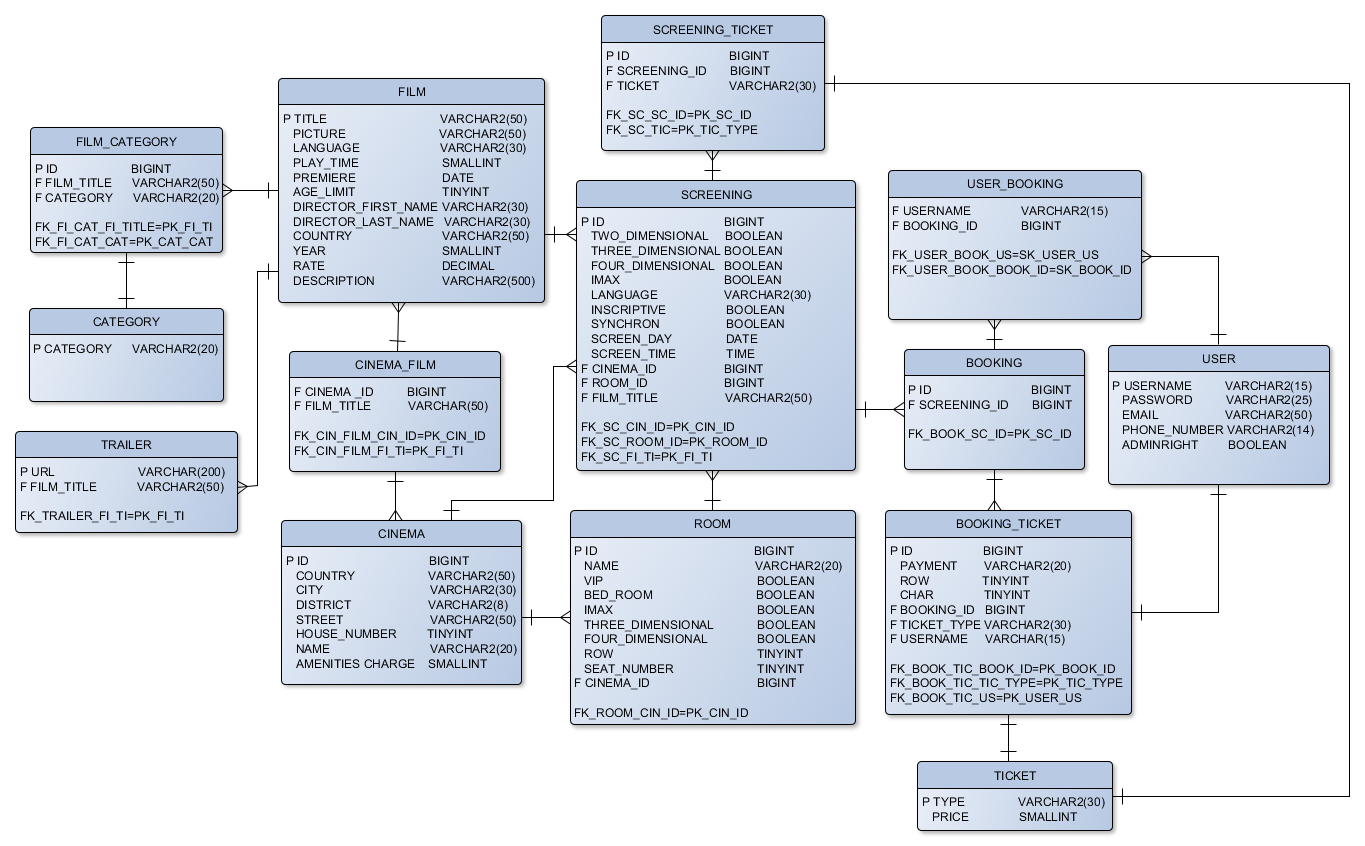 SCREENING_TICKET
P ID BIGINT
F SCREENING_ID BIGINT
F TICKET VARCHAR2(30)
FK_SC_SC_ID=PK_SC_ID
FK_SC_TIC=PK_TIC_TYPE
FILM
P TITLE VARCHAR2(50)
PICTURE VARCHAR2(50)
LANGUAGE VARCHAR2(30)
PLAY_TIME SMALLINT
PREMIERE DATE
AGE_LIMIT TINYINT
DIRECTOR_FIRST_NAME VARCHAR2(30)
DIRECTOR_LAST_NAME VARCHAR2(30)
COUNTRY VARCHAR2(50)
YEAR SMALLINT
RATE DECIMAL
DESCRIPTION VARCHAR2(500)
FILM_CATEGORY
P ID BIGINT
F FILM_TITLE VARCHAR2(50)
F CATEGORY VARCHAR2(20)
FK_FI_CAT_FI_TITLE=PK_FI_TI
FK_FI_CAT_CAT=PK_CAT_CAT
CATEGORY
P CATEGORY VARCHAR2(20)
TRAILER
P URL VARCHAR(200)
F FILM_TITLE VARCHAR2(50)
FK_TRAILER_FI_TI=PK_FI_TI
CINEMA_FILM
F CINEMA _ID BIGINT
F FILM_TITLE VARCHAR(50)
FK_CIN_FILM_CIN_ID=PK_CIN_ID
FK_CIN_FILM_FI_TI=PK_FI_TI
CINEMA
P ID BIGINT
COUNTRY VARCHAR2(50)
CITY VARCHAR2(30)
DISTRICT VARCHAR2(8)
STREET VARCHAR2(50)
HOUSE_NUMBER TINYINT
NAME VARCHAR2(20)
AMENITIES CHARGE SMALLINT
SCREENING
P ID BIGINT
TWO_DIMENSIONAL BOOLEAN
THREE_DIMENSIONAL BOOLEAN
FOUR_DIMENSIONAL BOOLEAN
IMAX BOOLEAN
LANGUAGE VARCHAR2(30)
INSCRIPTIVE BOOLEAN
SYNCHRON BOOLEAN
SCREEN_DAY DATE
SCREEN_TIME TIME
F CINEMA_ID BIGINT
F ROOM_ID BIGINT
F FILM_TITLE VARCHAR2(50)
FK_SC_CIN_ID=PK_CIN_ID
FK_SC_ROOM_ID=PK_ROOM_ID
FK_SC_FI_TI=PK_FI_TI
ROOM
P ID BIGINT
NAME VARCHAR2(20)
VIP BOOLEAN
BED_ROOM BOOLEAN
IMAX BOOLEAN
THREE_DIMENSIONAL BOOLEAN
FOUR_DIMENSIONAL BOOLEAN
ROW TINYINT
SEAT_NUMBER TINYINT
F CINEMA_ID BIGINT
FK_ROOM_CIN_ID=PK_CIN_ID
USER_BOOKING
F USERNAME VARCHAR2(15)
F BOOKING_ID BIGINT
FK_USER_BOOK_US=SK_USER_US
FK_USER_BOOK_BOOK_ID=SK_BOOK_ID
BOOKING
P ID BIGINT
F SCREENING_ID BIGINT
FK_BOOK_SC_ID=PK_SC_ID
USER
P USERNAME VARCHAR2(15)
PASSWORD VARCHAR2(25)
EMAIL VARCHAR2(50)
PHONE_NUMBER VARCHAR2(14)
ADMINRIGHT BOOLEAN
BOOKING_TICKET
P ID BIGINT
PAYMENT VARCHAR2(20)
ROW TINYINT
CHAR TINYINT
F BOOKING_ID BIGINT
F TICKET_TYPE VARCHAR2(30)
F USERNAME VARCHAR(15)
FK_BOOK_TIC_BOOK_ID=PK_BOOK_ID
FK_BOOK_TIC_TIC_TYPE=PK_TIC_TYPE
FK_BOOK_TIC_US=PK_USER_US
TICKET
P TYPE VARCHAR2(30)
PRICE SMALLINT